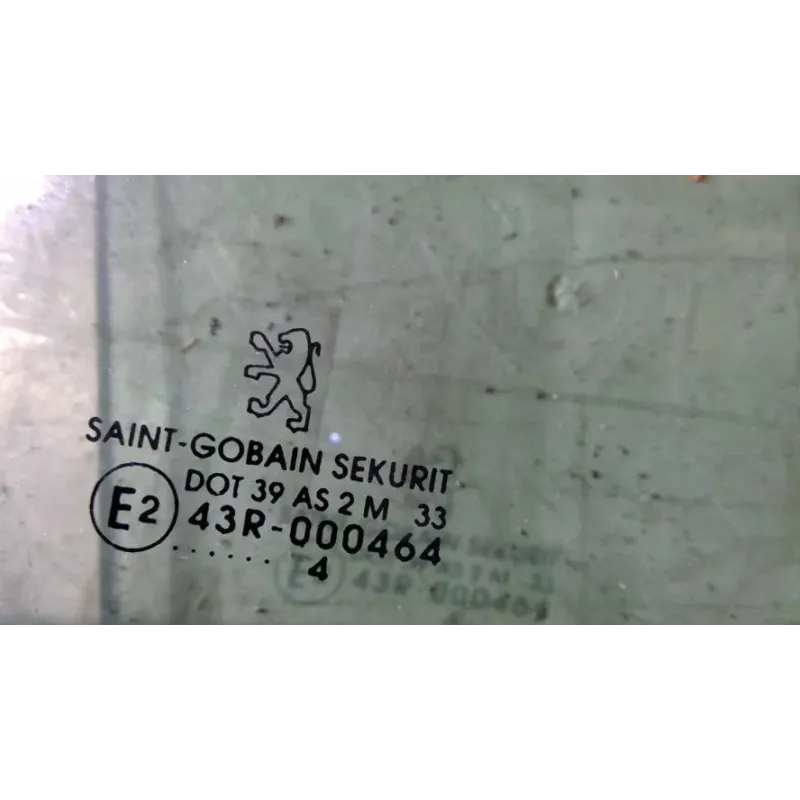 SAINT-GOBAIN SEKURIT
DOT 39 AS 2 M 33
E2 43R-000464
...... 4